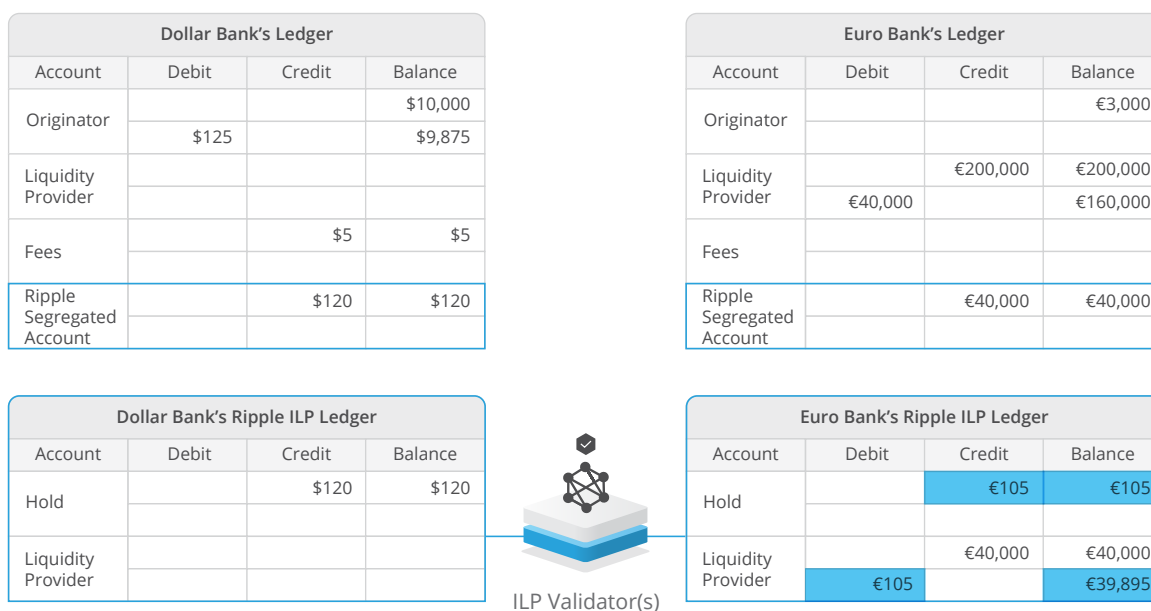 Dollar Bank's Ledger
Account Debit Credit Balance
Originator
$10,000
$125 $9,875
Liquidity
Provider
Fees
$5 $5
Ripple
Segregated
Account
$120 $120
Euro Bank's Ledger
Account Debit Credit Balance
Originator
€3,000
Liquidity
Provider
€200,000 €200,000
€40,000 €160,000
Fees
Ripple
Segregated
Account
€40,000 €40,000
Dollar Bank's Ripple ILP Ledger
Account Debit Credit Balance
Hold
$120 $120
Liquidity
Provider
ILP Validator(s)
Euro Bank's Ripple ILP Ledger
Account Debit Credit Balance
Hold
€105 €105
Liquidity
Provider
€40,000 €40,000
€105 €39,895